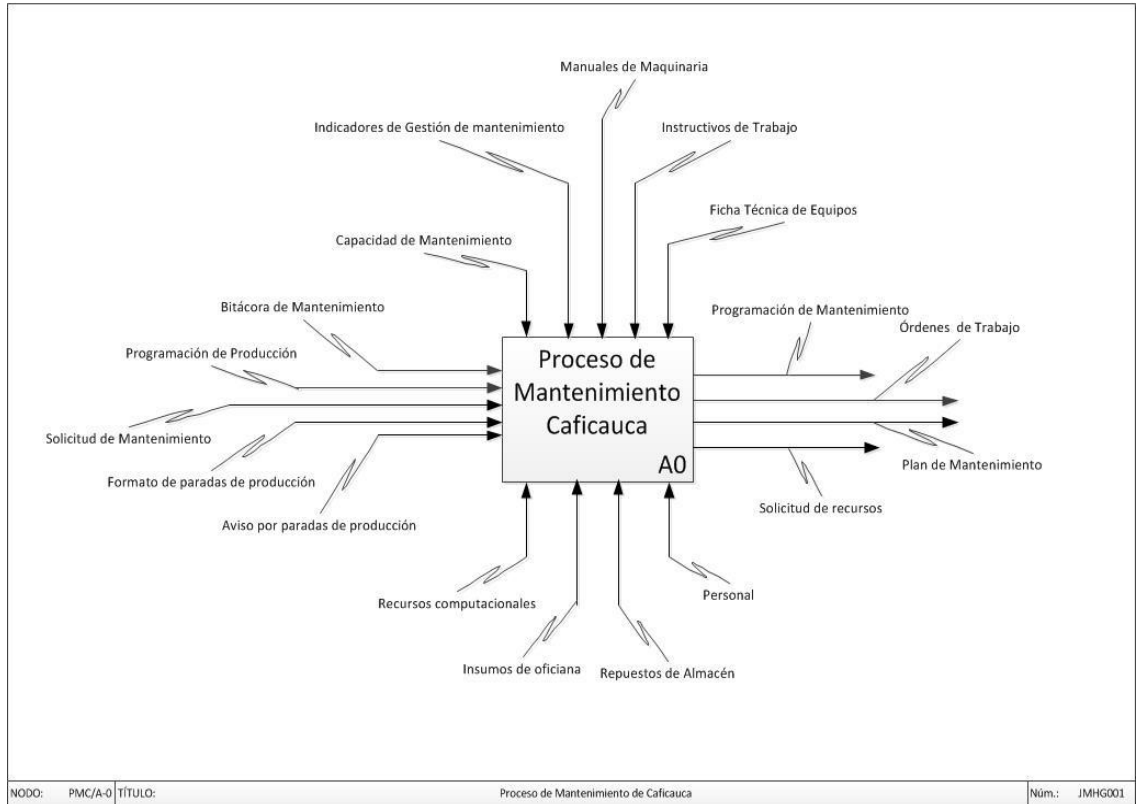 Manuales de Maquinaria
Indicadores de Gestión de mantenimiento
Instructivos de Trabajo
Ficha Técnica de Equipos
Capacidad de Mantenimiento
Bitácora de Mantenimiento
Programación de Producción
Solicitud de Mantenimiento
Formato de paradas de producción
Aviso por paradas de producción
Proceso de
Mantenimiento
Caficauca
A0
Programación de Mantenimiento
Órdenes de Trabajo
Plan de Mantenimiento
Solicitud de recursos
Recursos computacionales
Insumos de oficiana
Repuestos de Almacén
Personal
NODO: PMC/A-0 TÍTULO: Proceso de Mantenimiento de Caficauca Núm.: JMHG001